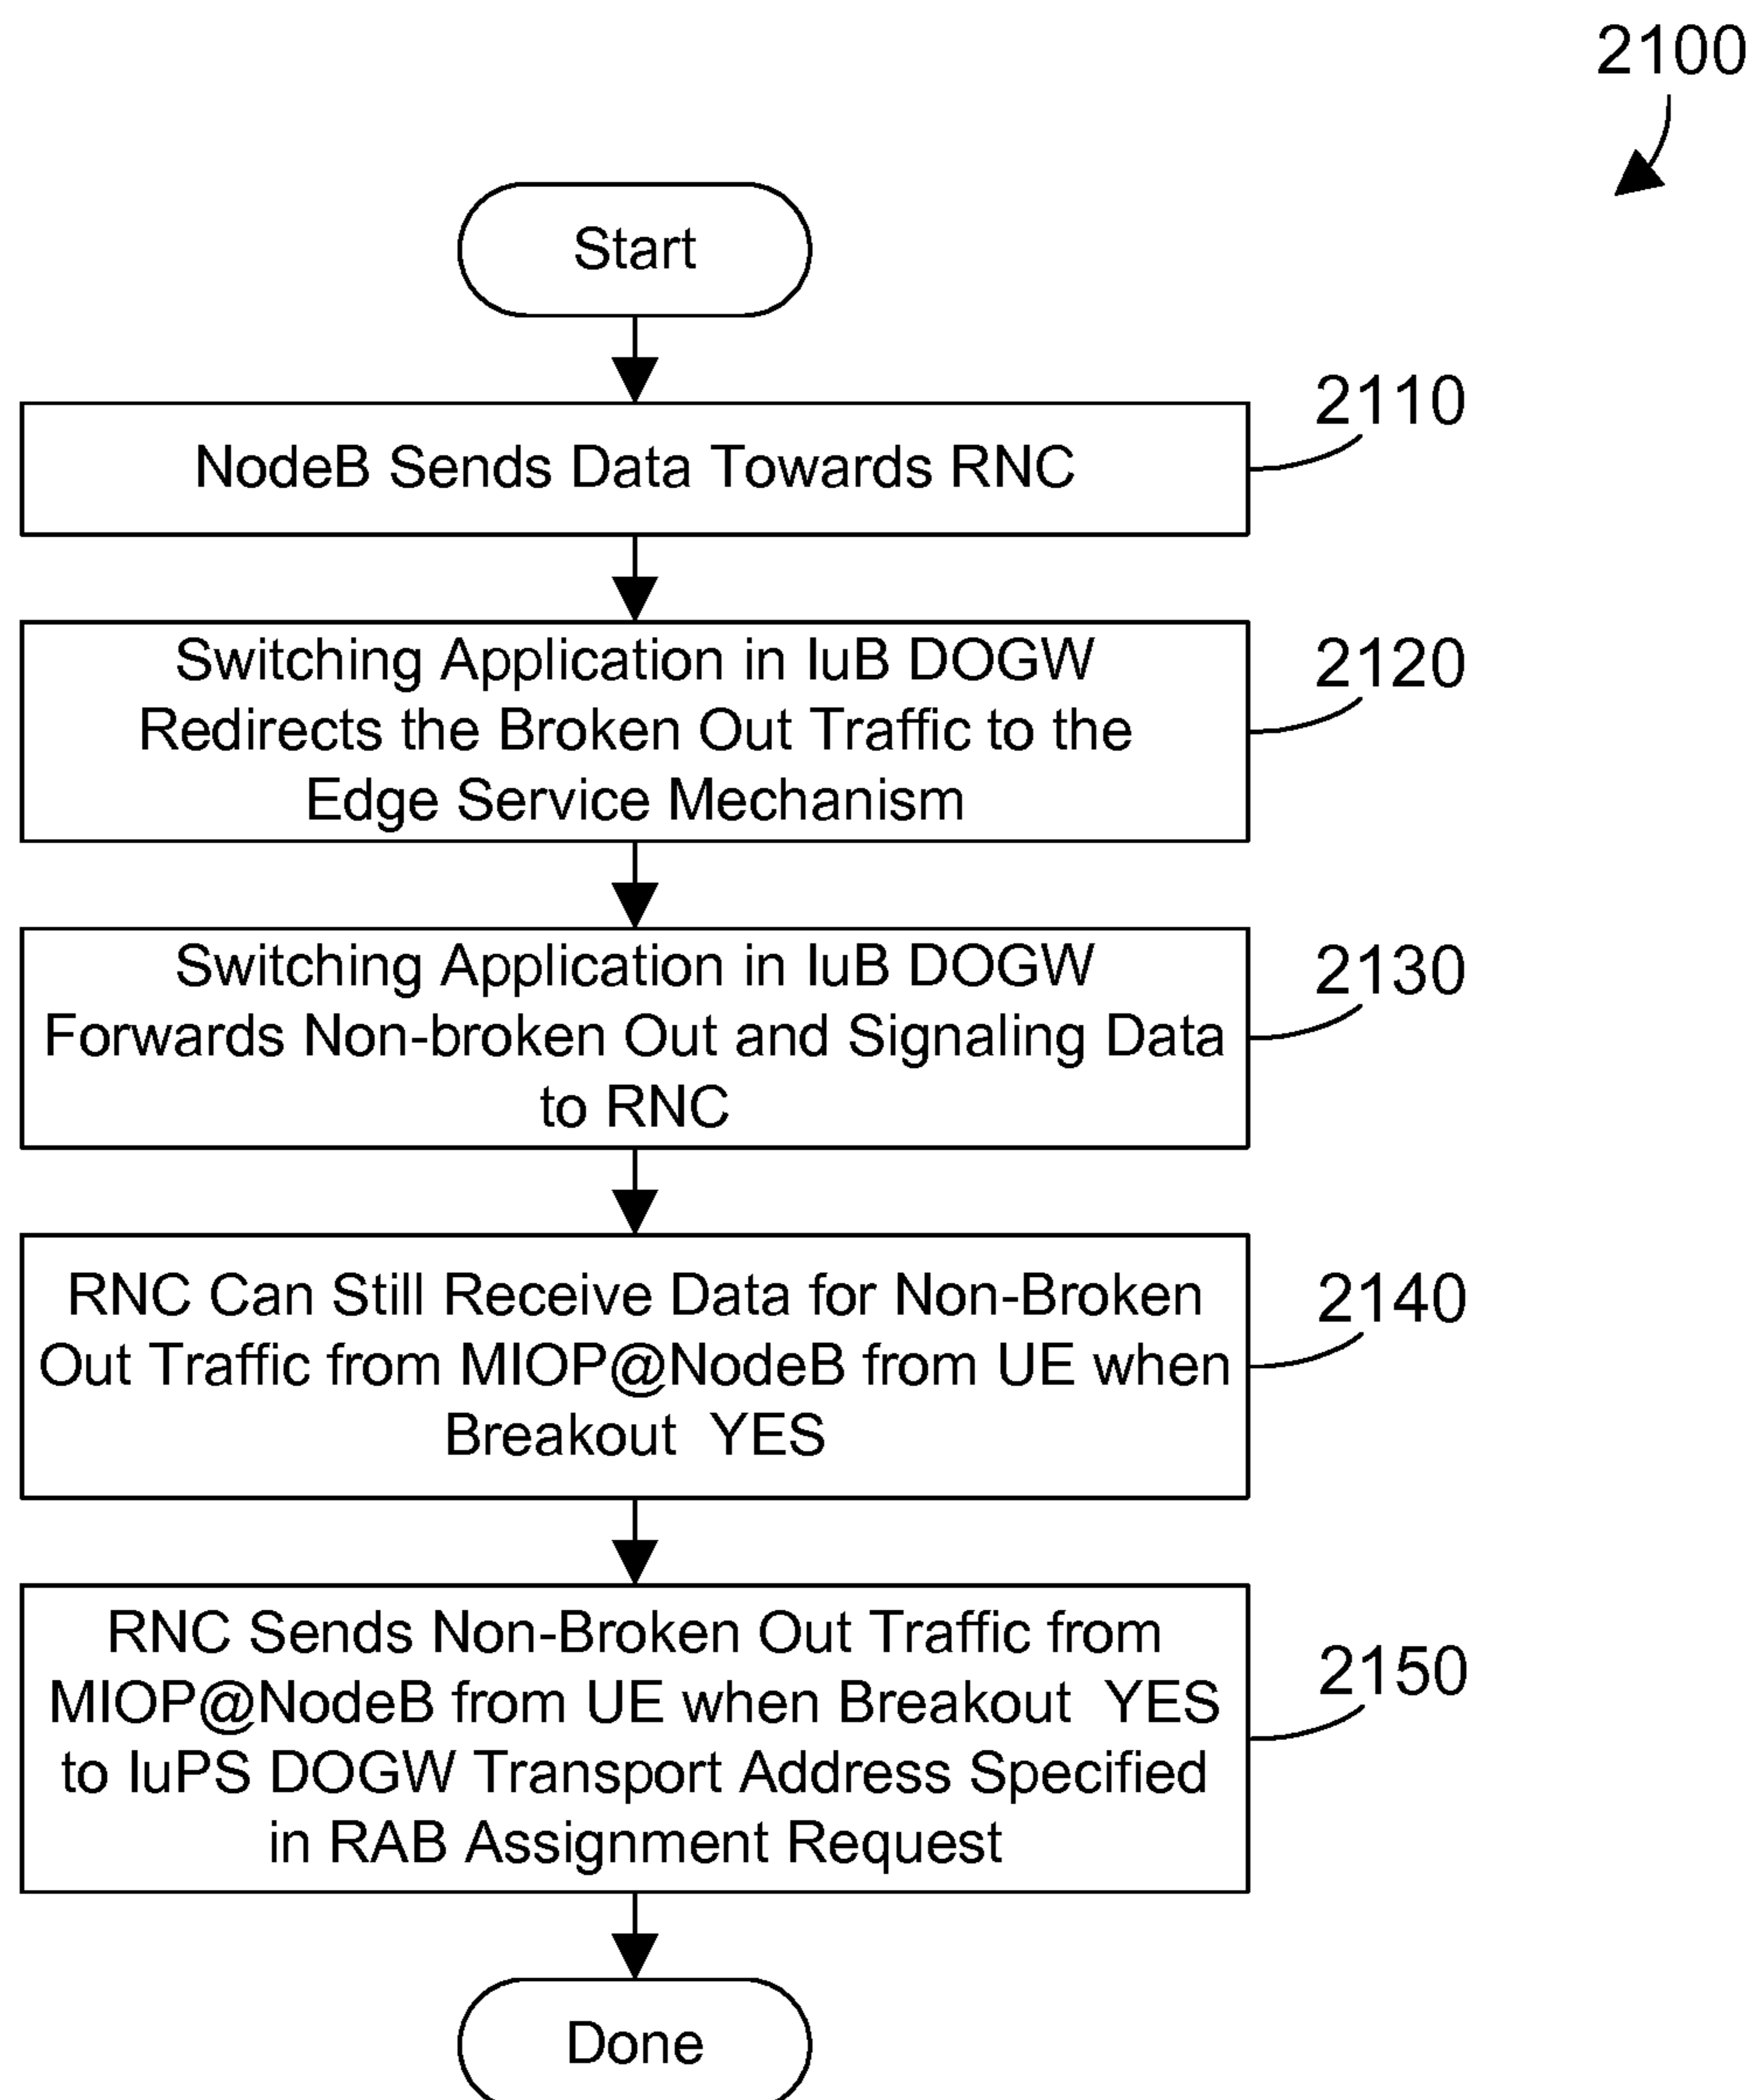 2100
Start
NodeB Sends Data Towards RNC
2110
Switching Application in IuB DOGW
Redirects the Broken Out Traffic to the
Edge Service Mechanism
2120
Switching Application in IuB DOGW
Forwards Non-broken Out and Signaling Data
to RNC
2130
RNC Can Still Receive Data for Non-Broken
Out Traffic from MIOP@NodeB from UE when
Breakout YES
2140
RNC Sends Non-Broken Out Traffic from
MIOP@NodeB from UE when Breakout YES
to IuPS DOGW Transport Address Specified
in RAB Assignment Request
2150
Done